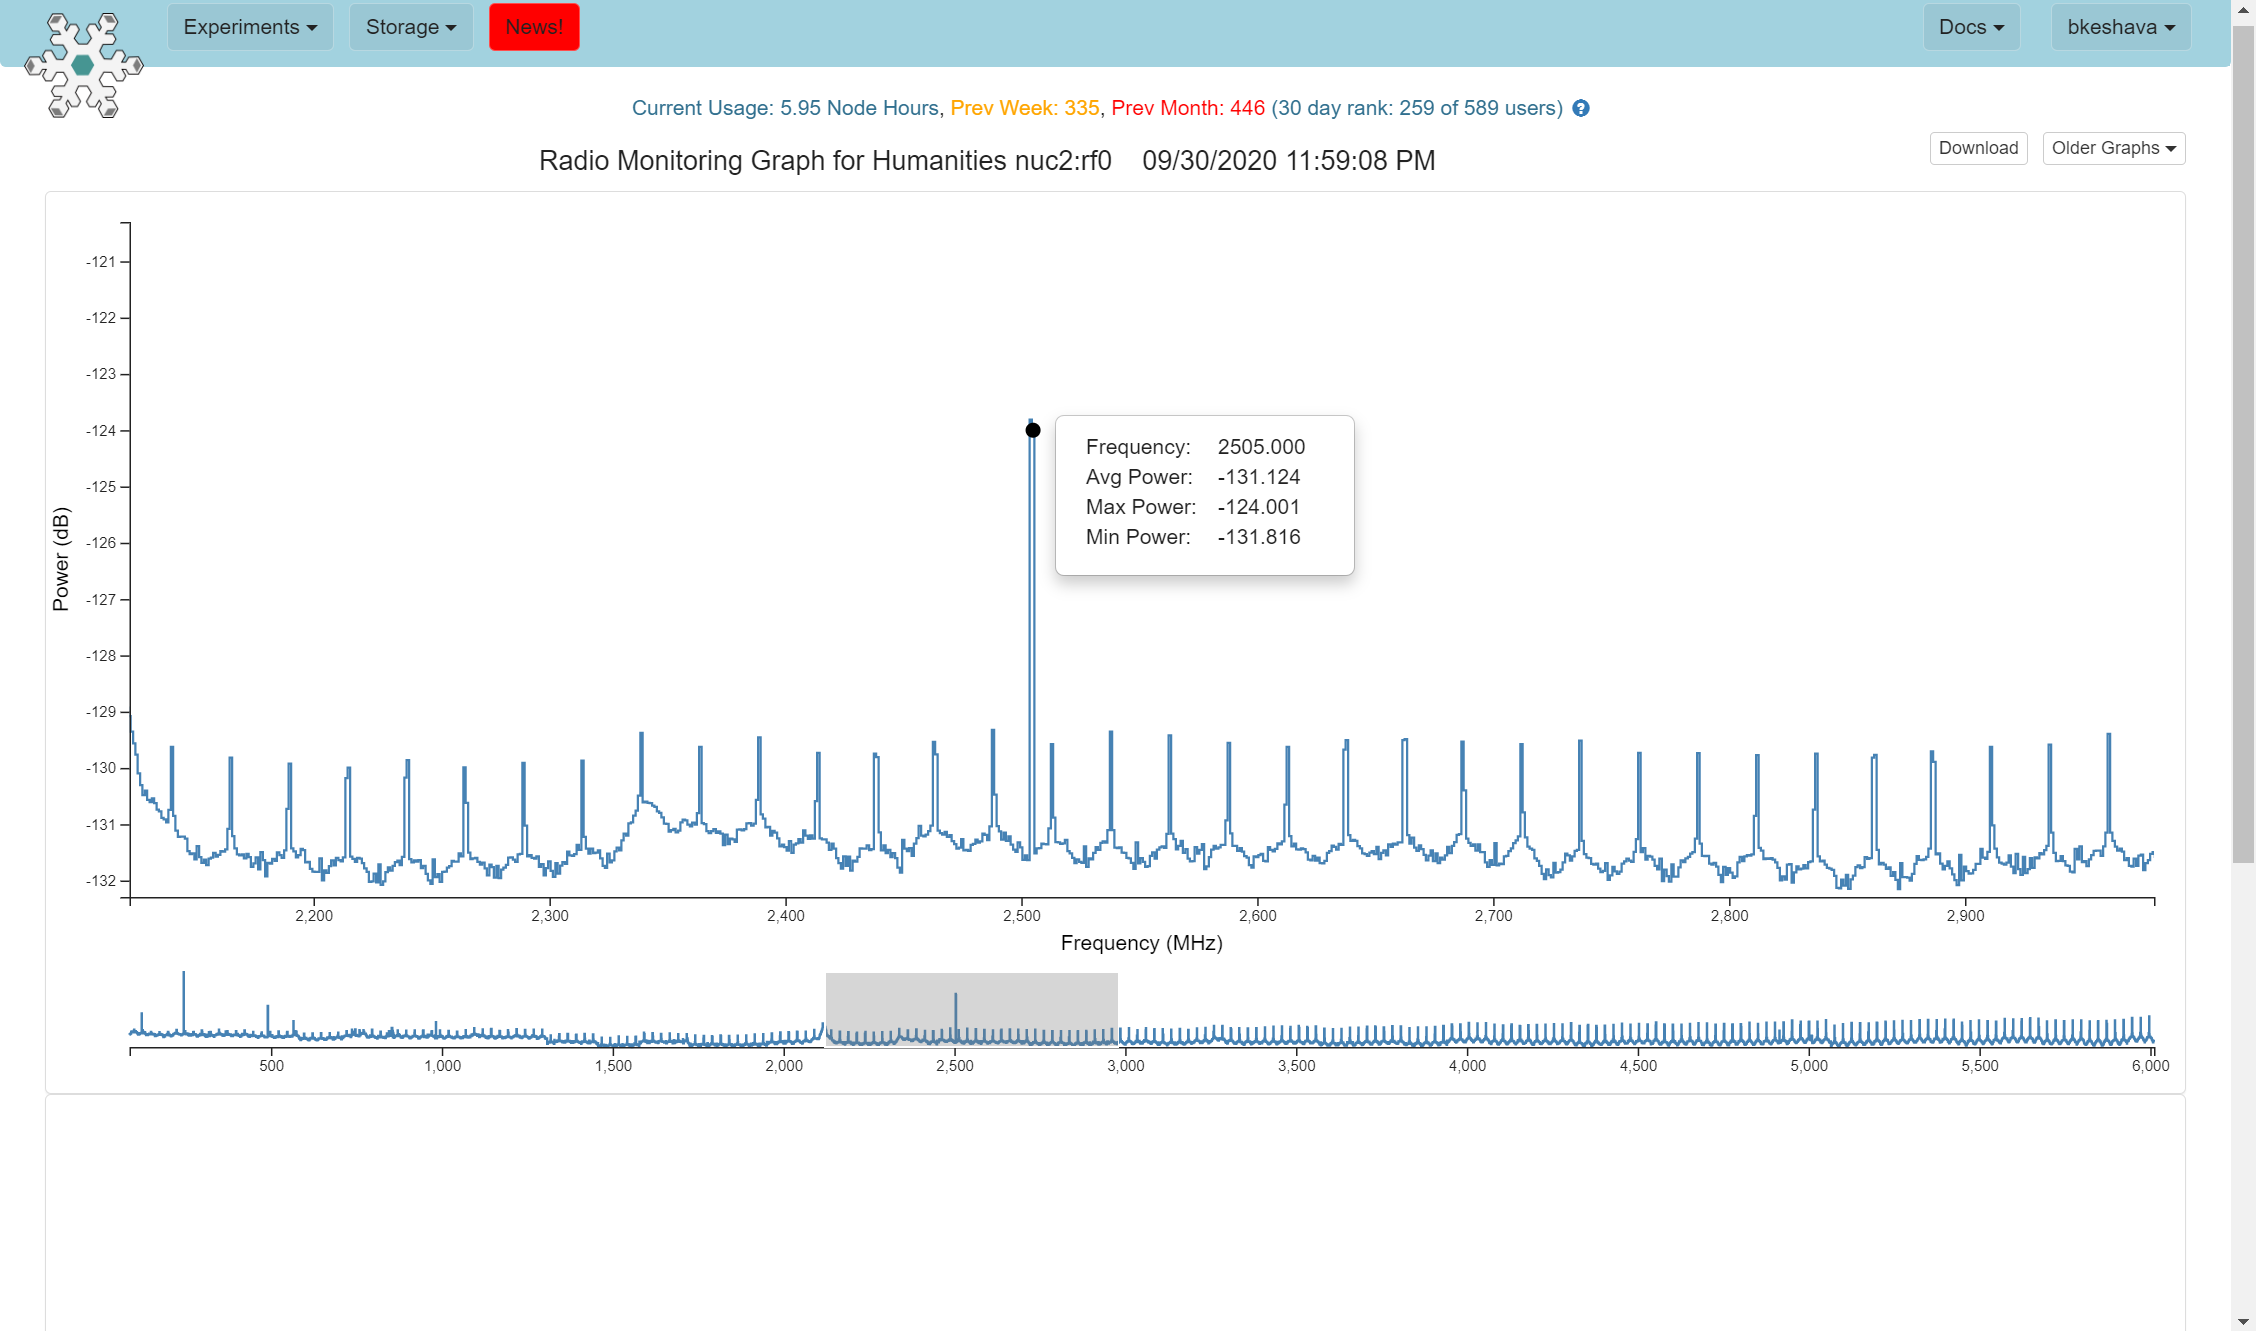 Experiments Storage News! Docs bkeshava
Current Usage: 5.95 Node Hours, Prev Week: 335, Prev Month: 446 (30 day rank: 259 of 589 users) ?
Radio Monitoring Graph for Humanities nuc2:rf0 09/30/2020 11:59:08 PM
Download Older Graphs
-121
-122
-123
-124
-125
-126
-127
-128
-129
-130
-131
-132
Power (dB)
Frequency: 2505.000
Avg Power: -131.124
Max Power: -124.001
Min Power: -131.816
2,200 2,300 2,400 2,500 2,600 2,700 2,800 2,900
Frequency (MHz)
500 1,000 1,500 2,000 2,500 3,000 3,500 4,000 4,500 5,000 5,500 6,000